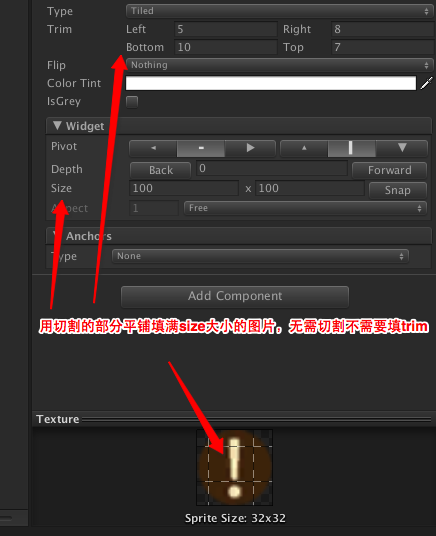 Type Tiled
Trim Left 5 Right 8
Bottom 10 Top 7
Flip Nothing
Color Tint
IsGrey
▼ Widget
Pivot ◄ - ► ▲ | ▼
Depth Back 0 Forward
Size 100 x 100 Snap
Aspect 1 Free
▼ Anchors
Type None
Add Component
用切割的部分平铺填满size大小的图片，无需切割不需要填trim
Texture
Sprite Size: 32x32